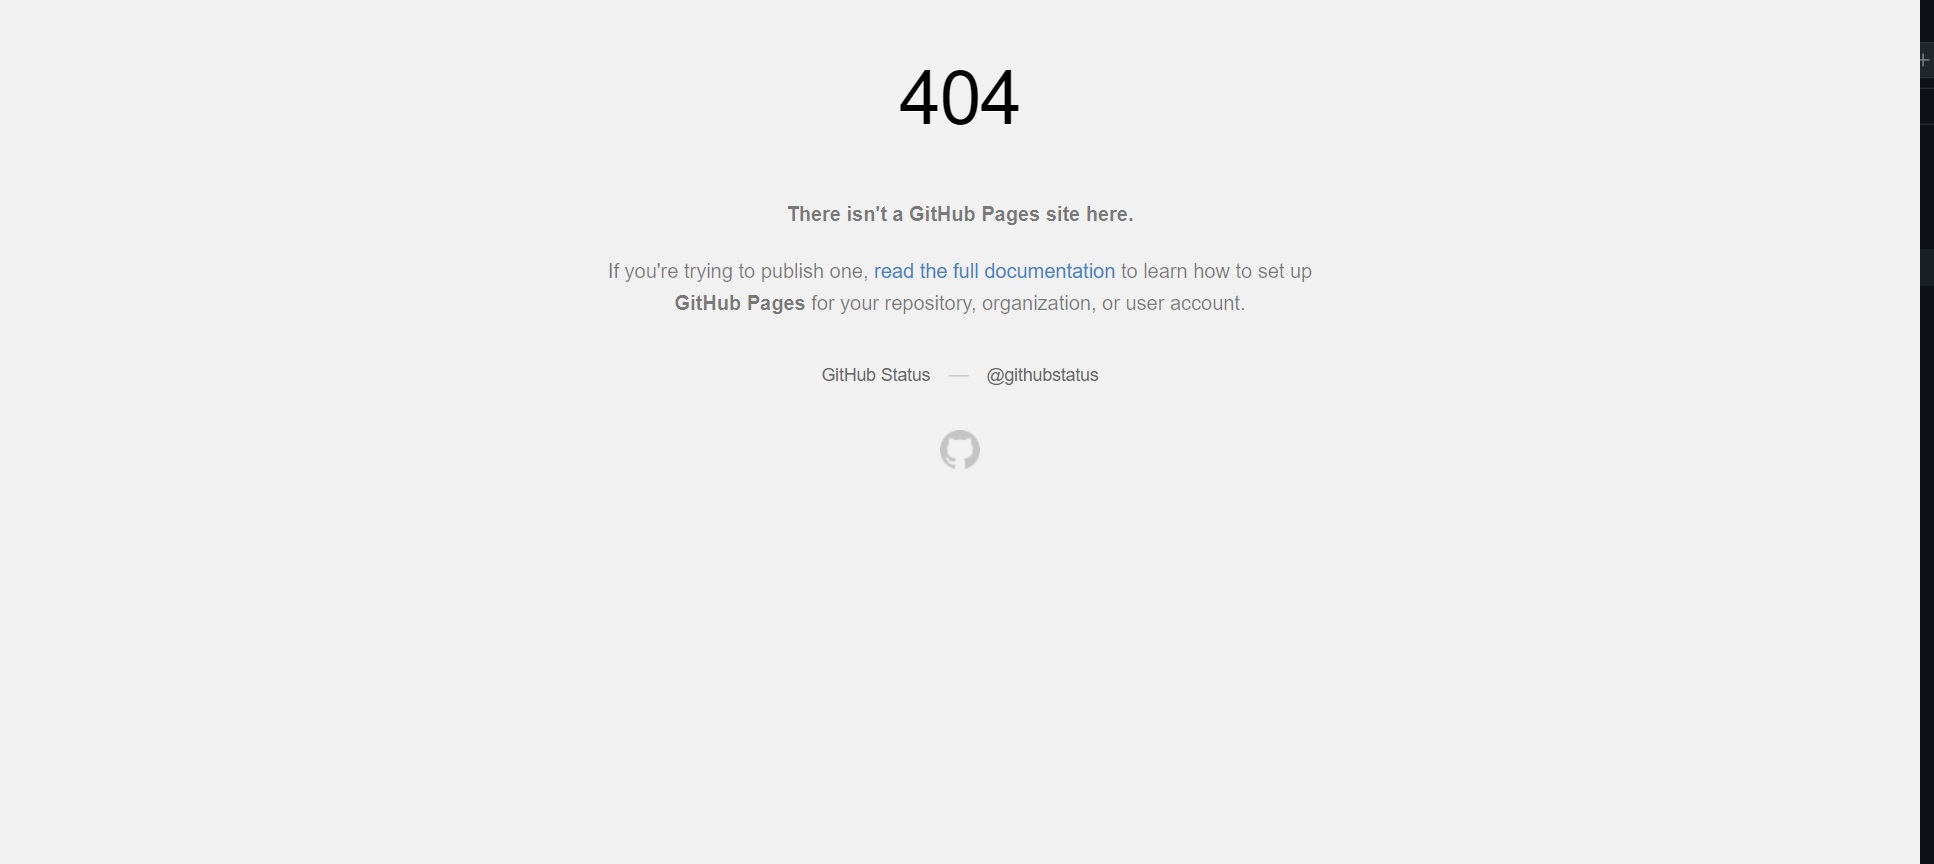 404
There isn't a GitHub Pages site here.
If you're trying to publish one, read the full documentation to learn how to set up
GitHub Pages for your repository, organization, or user account.
GitHub Status — @githubstatus